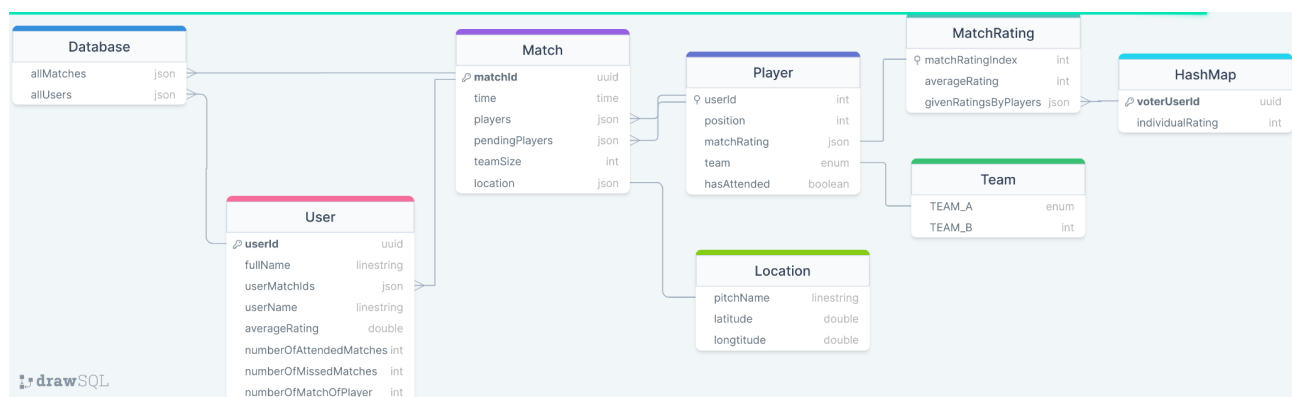 Database
allMatches json
allUsers json
User
userId uuid
fullName linestring
userMatchIds json
userName linestring
averageRating double
numberOfAttendedMatches int
numberOfMissedMatches int
numberOfMatchOfPlayer int
Match
matchId uuid
time time
players json
pendingPlayers json
teamSize int
location json
Player
userId int
position int
matchRating json
team enum
hasAttended boolean
Location
pitchName linestring
latitude double
longtitude double
MatchRating
matchRatingIndex int
averageRating int
givenRatingsByPlayers json
Team
TEAM_A enum
TEAM_B int
HashMap
voterUserId uuid
individualRating int
drawSQL